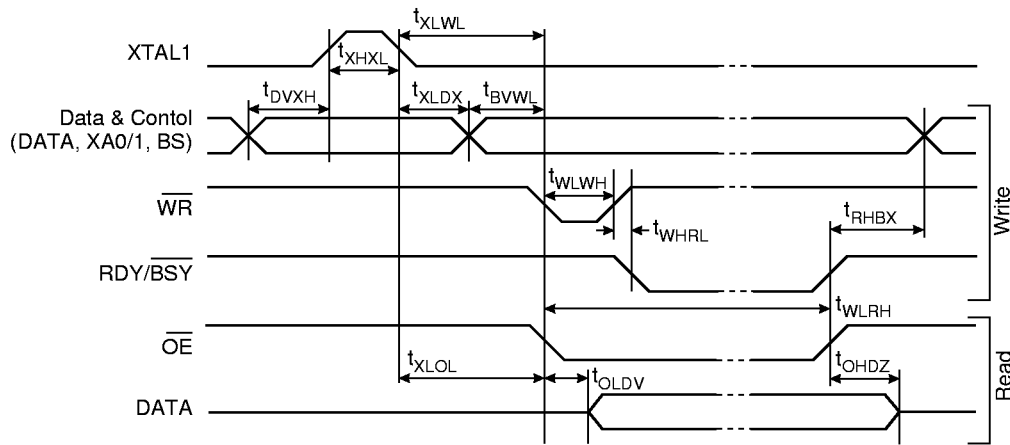 XTAL1
tXLWL
tXHXL
Data & Contol
(DATA, XA0/1, BS)
tDVXH
tXLDX
tBVWL
WR
tWLWH
tWHRL
tRHBX
Write
RDY/BSY
tWLRH
OE
tXLOL
tOLDV
tOHDZ
Read
DATA